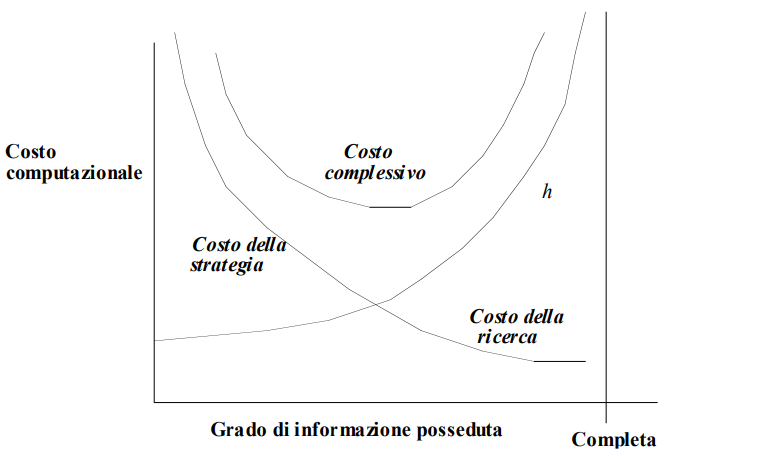 Costo
computazionale
Costo
complessivo
h
Costo della
strategia
Costo della
ricerca
Grado di informazione posseduta
Completa